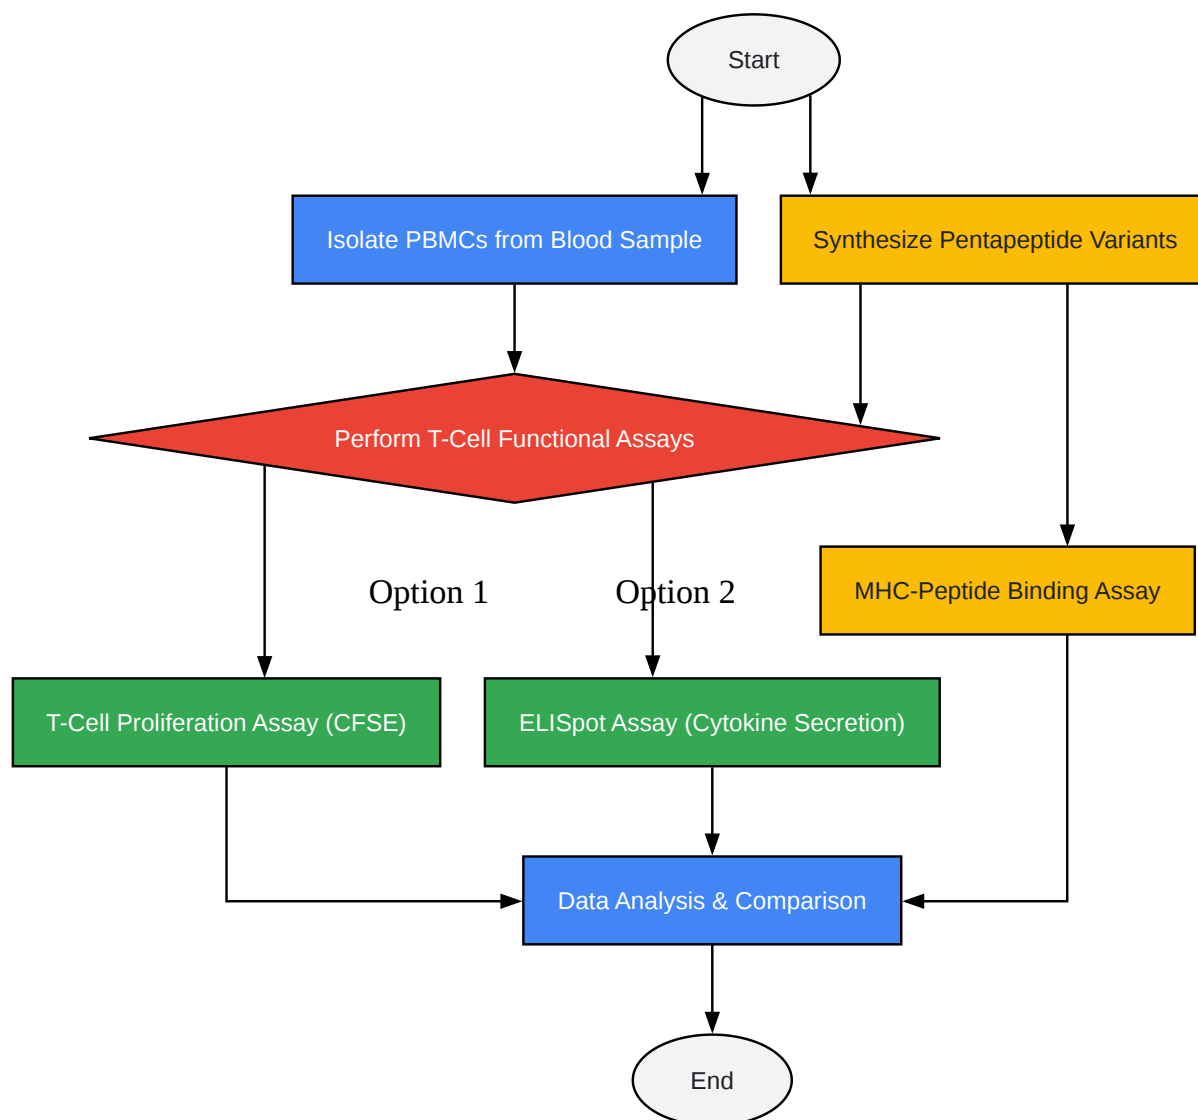 Start
Isolate PBMCs from Blood Sample
Synthesize Pentapeptide Variants
Perform T-Cell Functional Assays
Option 1
Option 2
MHC-Peptide Binding Assay
T-Cell Proliferation Assay (CFSE)
ELISpot Assay (Cytokine Secretion)
Data Analysis & Comparison
End